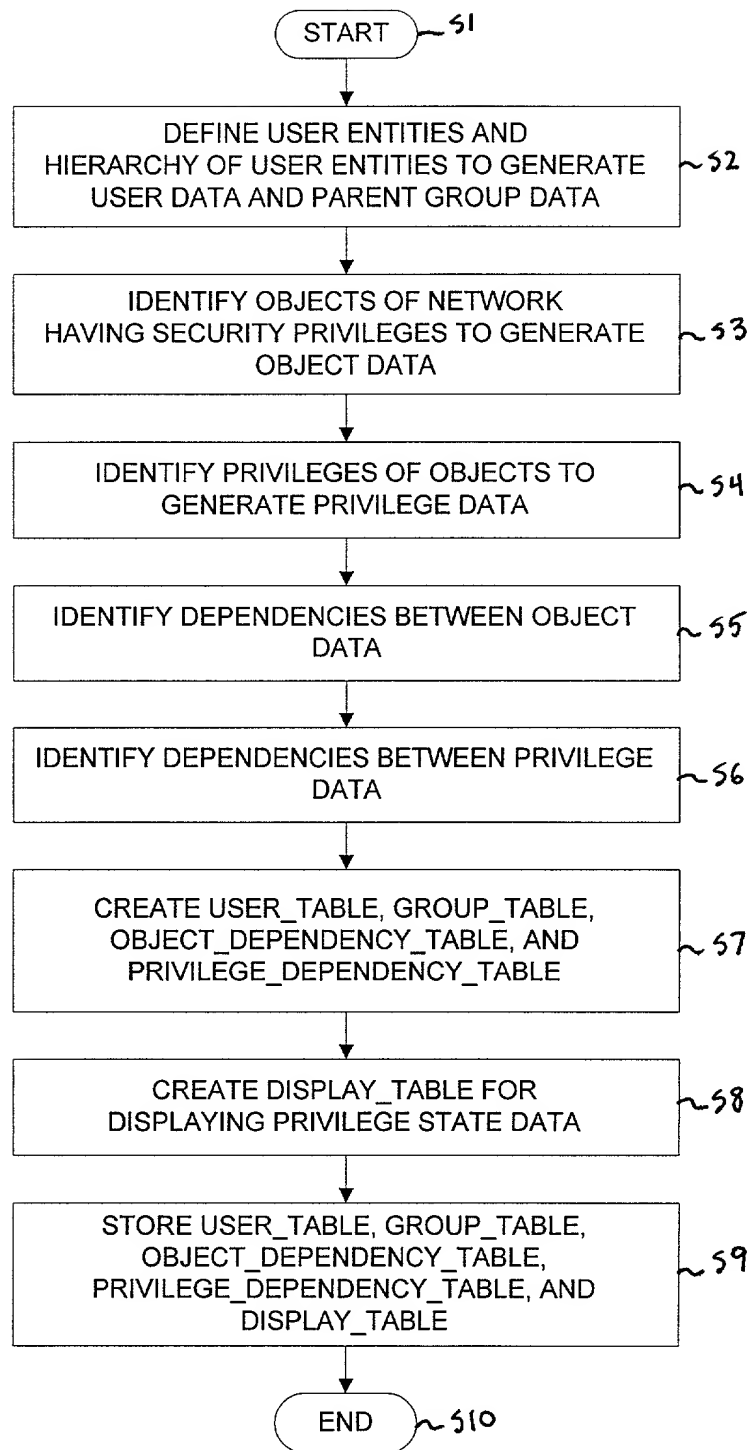 START
S1
DEFINE USER ENTITIES AND
HIERARCHY OF USER ENTITIES TO GENERATE
USER DATA AND PARENT GROUP DATA
S2
IDENTIFY OBJECTS OF NETWORK
HAVING SECURITY PRIVILEGES TO GENERATE
OBJECT DATA
S3
IDENTIFY PRIVILEGES OF OBJECTS TO
GENERATE PRIVILEGE DATA
S4
IDENTIFY DEPENDENCIES BETWEEN OBJECT
DATA
S5
IDENTIFY DEPENDENCIES BETWEEN PRIVILEGE
DATA
S6
CREATE USER_TABLE, GROUP_TABLE,
OBJECT_DEPENDENCY_TABLE, AND
PRIVILEGE_DEPENDENCY_TABLE
S7
CREATE DISPLAY_TABLE FOR
DISPLAYING PRIVILEGE STATE DATA
S8
STORE USER_TABLE, GROUP_TABLE,
OBJECT_DEPENDENCY_TABLE,
PRIVILEGE_DEPENDENCY_TABLE, AND
DISPLAY_TABLE
S9
END
S10